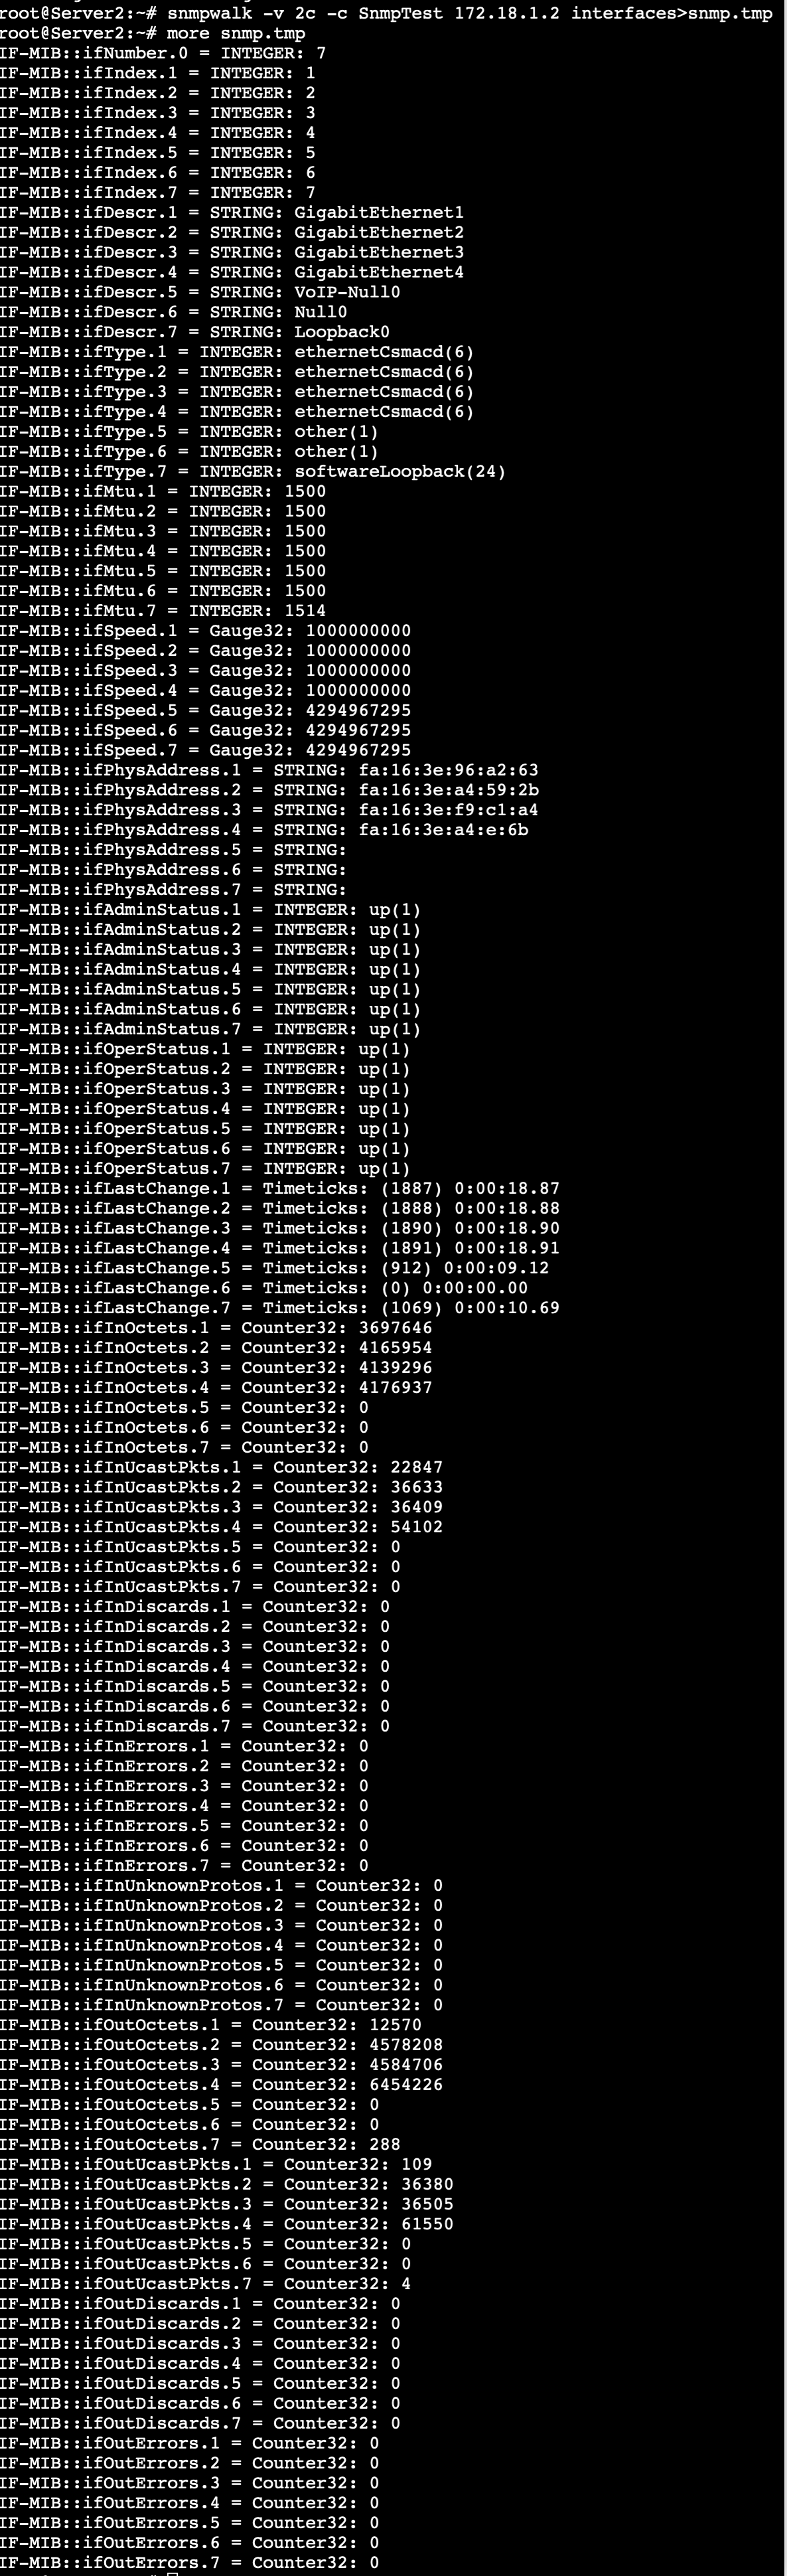 root@Server2:~# snmpwalk -v 2c -c SnmpTest 172.18.1.2 interfaces>snmp.tmp
root@Server2:~# more snmp.tmp
IF-MIB::ifNumber.0 = INTEGER: 7
IF-MIB::ifIndex.1 = INTEGER: 1
IF-MIB::ifIndex.2 = INTEGER: 2
IF-MIB::ifIndex.3 = INTEGER: 3
IF-MIB::ifIndex.4 = INTEGER: 4
IF-MIB::ifIndex.5 = INTEGER: 5
IF-MIB::ifIndex.6 = INTEGER: 6
IF-MIB::ifIndex.7 = INTEGER: 7
IF-MIB::ifDescr.1 = STRING: GigabitEthernet1
IF-MIB::ifDescr.2 = STRING: GigabitEthernet2
IF-MIB::ifDescr.3 = STRING: GigabitEthernet3
IF-MIB::ifDescr.4 = STRING: GigabitEthernet4
IF-MIB::ifDescr.5 = STRING: VoIP-Null0
IF-MIB::ifDescr.6 = STRING: Null0
IF-MIB::ifDescr.7 = STRING: Loopback0
IF-MIB::ifType.1 = INTEGER: ethernetCsmacd(6)
IF-MIB::ifType.2 = INTEGER: ethernetCsmacd(6)
IF-MIB::ifType.3 = INTEGER: ethernetCsmacd(6)
IF-MIB::ifType.4 = INTEGER: ethernetCsmacd(6)
IF-MIB::ifType.5 = INTEGER: other(1)
IF-MIB::ifType.6 = INTEGER: other(1)
IF-MIB::ifType.7 = INTEGER: softwareLoopback(24)
IF-MIB::ifMtu.1 = INTEGER: 1500
IF-MIB::ifMtu.2 = INTEGER: 1500
IF-MIB::ifMtu.3 = INTEGER: 1500
IF-MIB::ifMtu.4 = INTEGER: 1500
IF-MIB::ifMtu.5 = INTEGER: 1500
IF-MIB::ifMtu.6 = INTEGER: 1500
IF-MIB::ifMtu.7 = INTEGER: 1514
IF-MIB::ifSpeed.1 = Gauge32: 1000000000
IF-MIB::ifSpeed.2 = Gauge32: 1000000000
IF-MIB::ifSpeed.3 = Gauge32: 1000000000
IF-MIB::ifSpeed.4 = Gauge32: 1000000000
IF-MIB::ifSpeed.5 = Gauge32: 4294967295
IF-MIB::ifSpeed.6 = Gauge32: 4294967295
IF-MIB::ifSpeed.7 = Gauge32: 4294967295
IF-MIB::ifPhysAddress.1 = STRING: fa:16:3e:96:a2:63
IF-MIB::ifPhysAddress.2 = STRING: fa:16:3e:a4:59:2b
IF-MIB::ifPhysAddress.3 = STRING: fa:16:3e:f9:c1:a4
IF-MIB::ifPhysAddress.4 = STRING: fa:16:3e:a4:e:6b
IF-MIB::ifPhysAddress.5 = STRING:
IF-MIB::ifPhysAddress.6 = STRING:
IF-MIB::ifPhysAddress.7 = STRING:
IF-MIB::ifAdminStatus.1 = INTEGER: up(1)
IF-MIB::ifAdminStatus.2 = INTEGER: up(1)
IF-MIB::ifAdminStatus.3 = INTEGER: up(1)
IF-MIB::ifAdminStatus.4 = INTEGER: up(1)
IF-MIB::ifAdminStatus.5 = INTEGER: up(1)
IF-MIB::ifAdminStatus.6 = INTEGER: up(1)
IF-MIB::ifAdminStatus.7 = INTEGER: up(1)
IF-MIB::ifOperStatus.1 = INTEGER: up(1)
IF-MIB::ifOperStatus.2 = INTEGER: up(1)
IF-MIB::ifOperStatus.3 = INTEGER: up(1)
IF-MIB::ifOperStatus.4 = INTEGER: up(1)
IF-MIB::ifOperStatus.5 = INTEGER: up(1)
IF-MIB::ifOperStatus.6 = INTEGER: up(1)
IF-MIB::ifOperStatus.7 = INTEGER: up(1)
IF-MIB::ifLastChange.1 = Timeticks: (1887) 0:00:18.87
IF-MIB::ifLastChange.2 = Timeticks: (1888) 0:00:18.88
IF-MIB::ifLastChange.3 = Timeticks: (1890) 0:00:18.90
IF-MIB::ifLastChange.4 = Timeticks: (1891) 0:00:18.91
IF-MIB::ifLastChange.5 = Timeticks: (912) 0:00:09.12
IF-MIB::ifLastChange.6 = Timeticks: (0) 0:00:00.00
IF-MIB::ifLastChange.7 = Timeticks: (1069) 0:00:10.69
IF-MIB::ifInOctets.1 = Counter32: 3697646
IF-MIB::ifInOctets.2 = Counter32: 4165954
IF-MIB::ifInOctets.3 = Counter32: 4139296
IF-MIB::ifInOctets.4 = Counter32: 4176937
IF-MIB::ifInOctets.5 = Counter32: 0
IF-MIB::ifInOctets.6 = Counter32: 0
IF-MIB::ifInOctets.7 = Counter32: 0
IF-MIB::ifInUcastPkts.1 = Counter32: 22847
IF-MIB::ifInUcastPkts.2 = Counter32: 36633
IF-MIB::ifInUcastPkts.3 = Counter32: 36409
IF-MIB::ifInUcastPkts.4 = Counter32: 54102
IF-MIB::ifInUcastPkts.5 = Counter32: 0
IF-MIB::ifInUcastPkts.6 = Counter32: 0
IF-MIB::ifInUcastPkts.7 = Counter32: 0
IF-MIB::ifInDiscards.1 = Counter32: 0
IF-MIB::ifInDiscards.2 = Counter32: 0
IF-MIB::ifInDiscards.3 = Counter32: 0
IF-MIB::ifInDiscards.4 = Counter32: 0
IF-MIB::ifInDiscards.5 = Counter32: 0
IF-MIB::ifInDiscards.6 = Counter32: 0
IF-MIB::ifInDiscards.7 = Counter32: 0
IF-MIB::ifInErrors.1 = Counter32: 0
IF-MIB::ifInErrors.2 = Counter32: 0
IF-MIB::ifInErrors.3 = Counter32: 0
IF-MIB::ifInErrors.4 = Counter32: 0
IF-MIB::ifInErrors.5 = Counter32: 0
IF-MIB::ifInErrors.6 = Counter32: 0
IF-MIB::ifInErrors.7 = Counter32: 0
IF-MIB::ifInUnknownProtos.1 = Counter32: 0
IF-MIB::ifInUnknownProtos.2 = Counter32: 0
IF-MIB::ifInUnknownProtos.3 = Counter32: 0
IF-MIB::ifInUnknownProtos.4 = Counter32: 0
IF-MIB::ifInUnknownProtos.5 = Counter32: 0
IF-MIB::ifInUnknownProtos.6 = Counter32: 0
IF-MIB::ifInUnknownProtos.7 = Counter32: 0
IF-MIB::ifOutOctets.1 = Counter32: 12570
IF-MIB::ifOutOctets.2 = Counter32: 4578208
IF-MIB::ifOutOctets.3 = Counter32: 4584706
IF-MIB::ifOutOctets.4 = Counter32: 6454226
IF-MIB::ifOutOctets.5 = Counter32: 0
IF-MIB::ifOutOctets.6 = Counter32: 0
IF-MIB::ifOutOctets.7 = Counter32: 288
IF-MIB::ifOutUcastPkts.1 = Counter32: 109
IF-MIB::ifOutUcastPkts.2 = Counter32: 36380
IF-MIB::ifOutUcastPkts.3 = Counter32: 36505
IF-MIB::ifOutUcastPkts.4 = Counter32: 61550
IF-MIB::ifOutUcastPkts.5 = Counter32: 0
IF-MIB::ifOutUcastPkts.6 = Counter32: 0
IF-MIB::ifOutUcastPkts.7 = Counter32: 4
IF-MIB::ifOutDiscards.1 = Counter32: 0
IF-MIB::ifOutDiscards.2 = Counter32: 0
IF-MIB::ifOutDiscards.3 = Counter32: 0
IF-MIB::ifOutDiscards.4 = Counter32: 0
IF-MIB::ifOutDiscards.5 = Counter32: 0
IF-MIB::ifOutDiscards.6 = Counter32: 0
IF-MIB::ifOutDiscards.7 = Counter32: 0
IF-MIB::ifOutErrors.1 = Counter32: 0
IF-MIB::ifOutErrors.2 = Counter32: 0
IF-MIB::ifOutErrors.3 = Counter32: 0
IF-MIB::ifOutErrors.4 = Counter32: 0
IF-MIB::ifOutErrors.5 = Counter32: 0
IF-MIB::ifOutErrors.6 = Counter32: 0
IF-MIB::ifOutErrors.7 = Counter32: 0